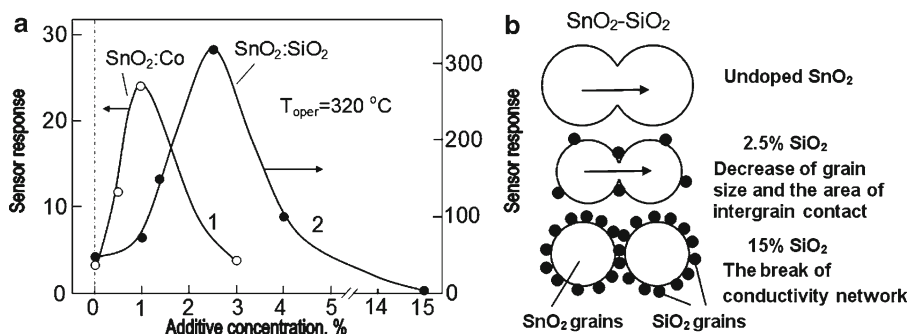 a
30
20
10
0
Sensor response
SnO2:Co
SnO2:SiO2
Toper=320 °C
1
2
300
200
100
0
Sensor response
0 1 2 3 4 5 14 15
Additive concentration, %
b
SnO2-SiO2
Undoped SnO2
2.5% SiO2
Decrease of grain
size and the area of
intergrain contact
15% SiO2
The break of
conductivity network
SnO2 grains
SiO2 grains